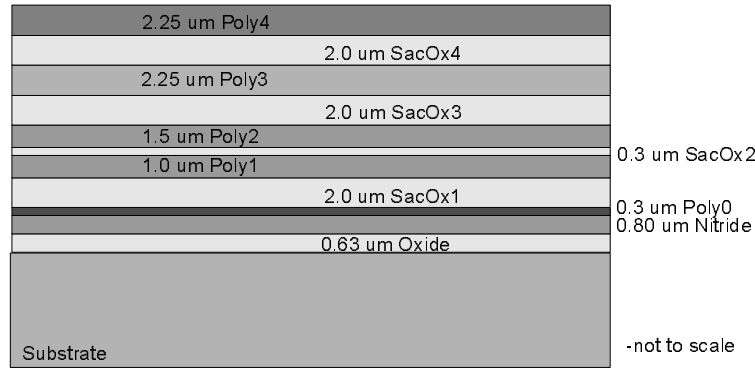 2.25 um Poly4
2.0 um SacOx4
2.25 um Poly3
2.0 um SacOx3
1.5 um Poly2
0.3 um SacOx2
1.0 um Poly1
2.0 um SacOx1
0.3 um Poly0
0.80 um Nitride
0.63 um Oxide
Substrate
-not to scale